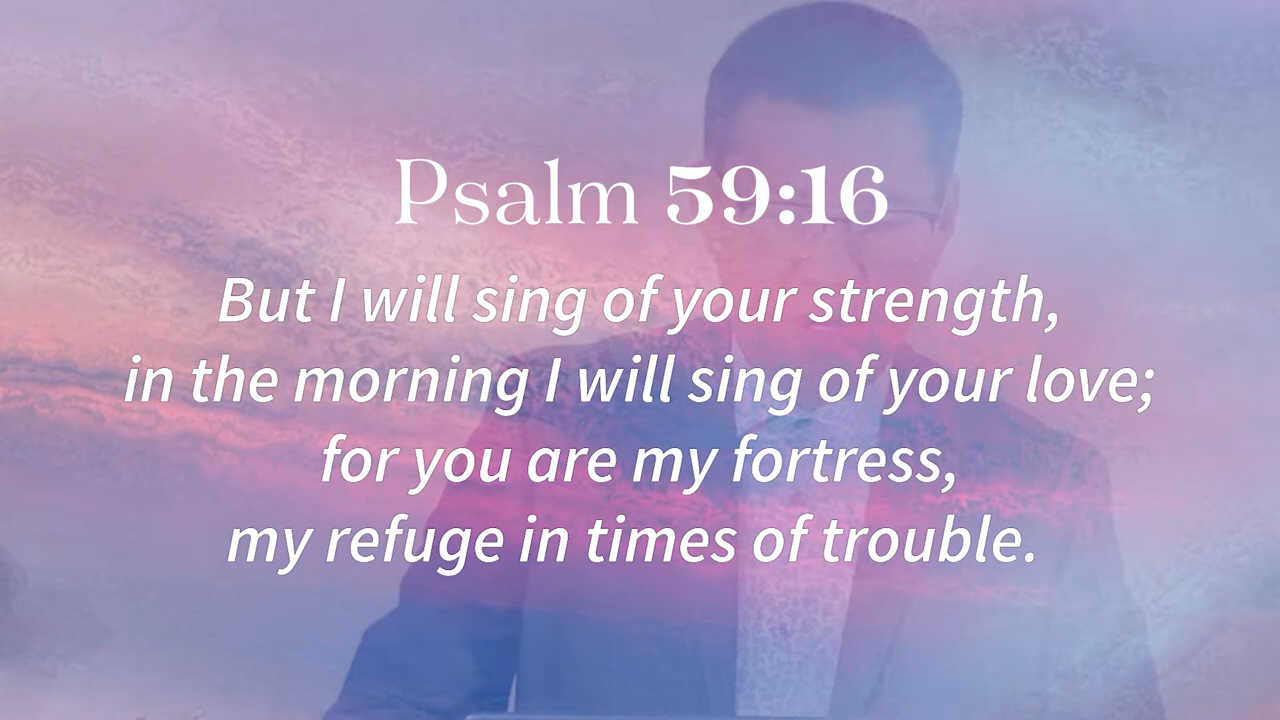 Psalm 59:16
But I will sing of your strength,
in the morning I will sing of your love;
for you are my fortress,
my refuge in times of trouble.